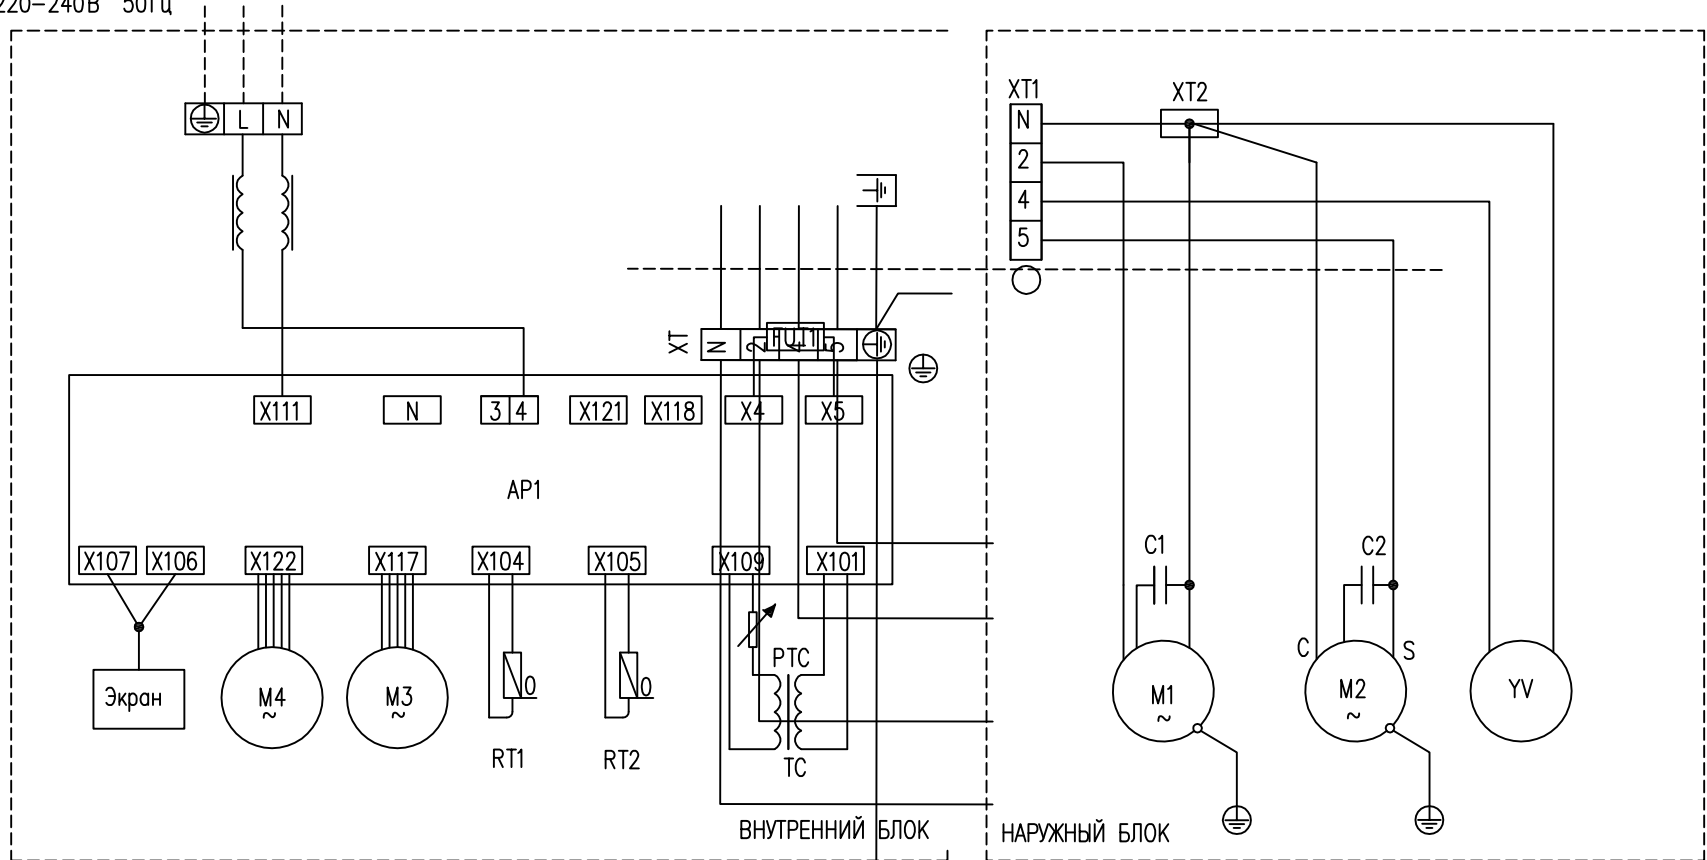 220-240В 50Гц
L N
XT1
N
2
4
5
XT2
XT
N 2 4 5
FUT1
X111 N 3 4 X121 X118 X4 X5
AP1
X107 X106 X122 X117 X104 X105 X109 X101
C1 C2
PTC
C S
Экран M4 ~ M3 ~ 0 0 M1 ~ M2 ~ YV
RT1 RT2 TC
ВНУТРЕННИЙ БЛОК
НАРУЖНЫЙ БЛОК